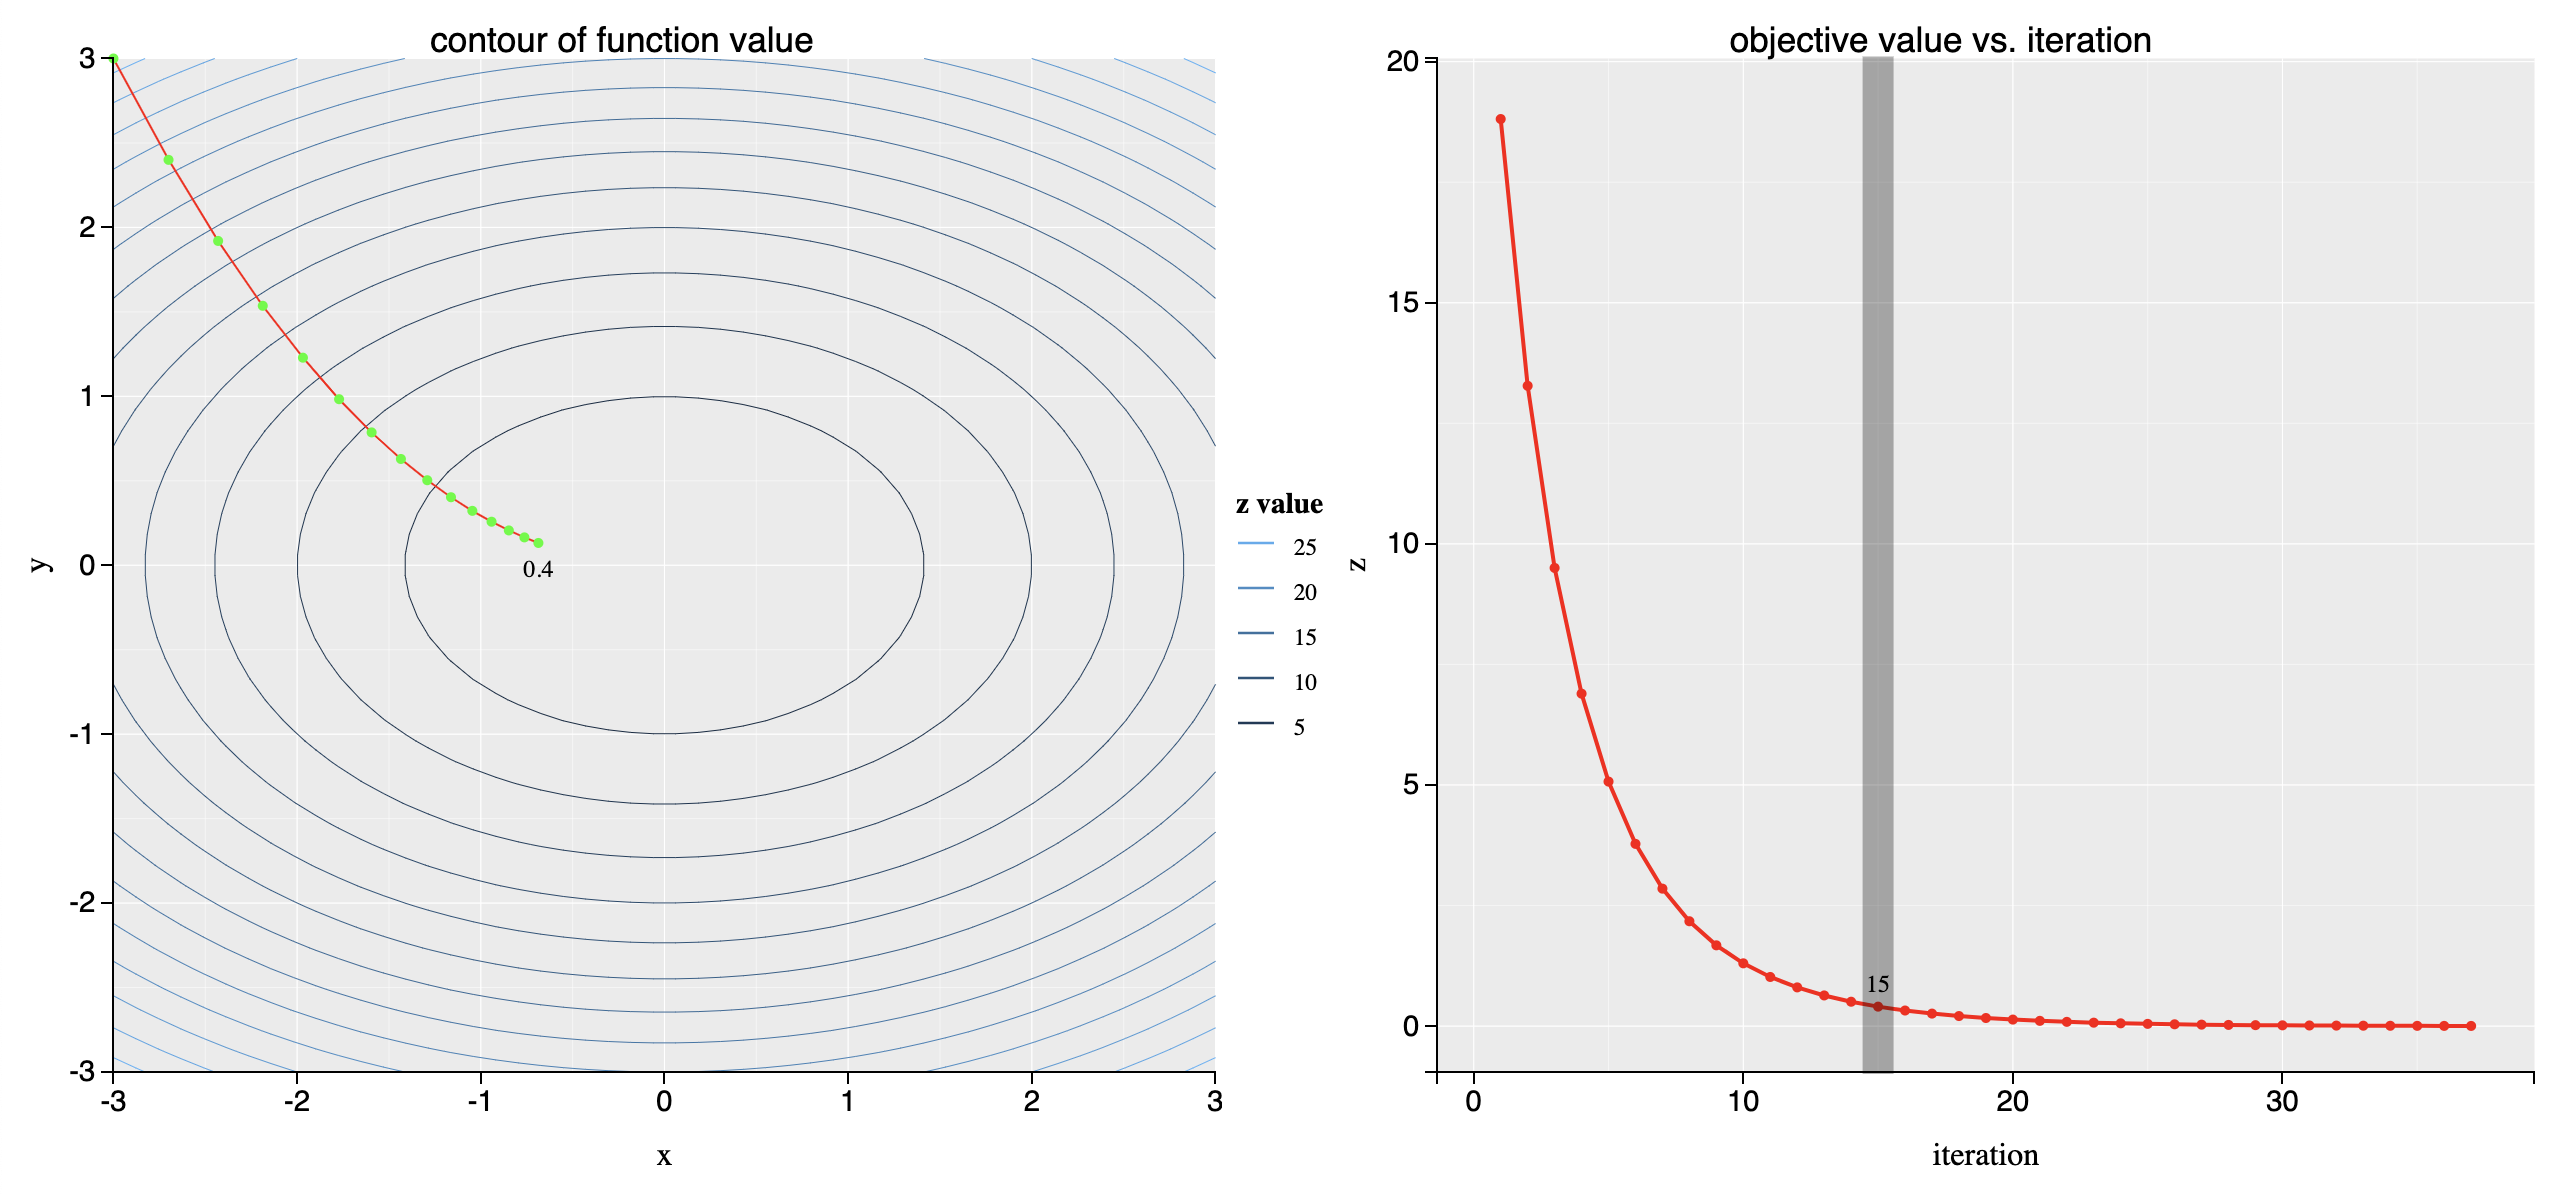 contour of function value
3
2
1
0
-1
-2
-3
y
0.4
-3 -2 -1 0 1 2 3
x
z value
25
20
15
10
5
objective value vs. iteration
20
15
10
5
0
z
15
0 10 20 30
iteration